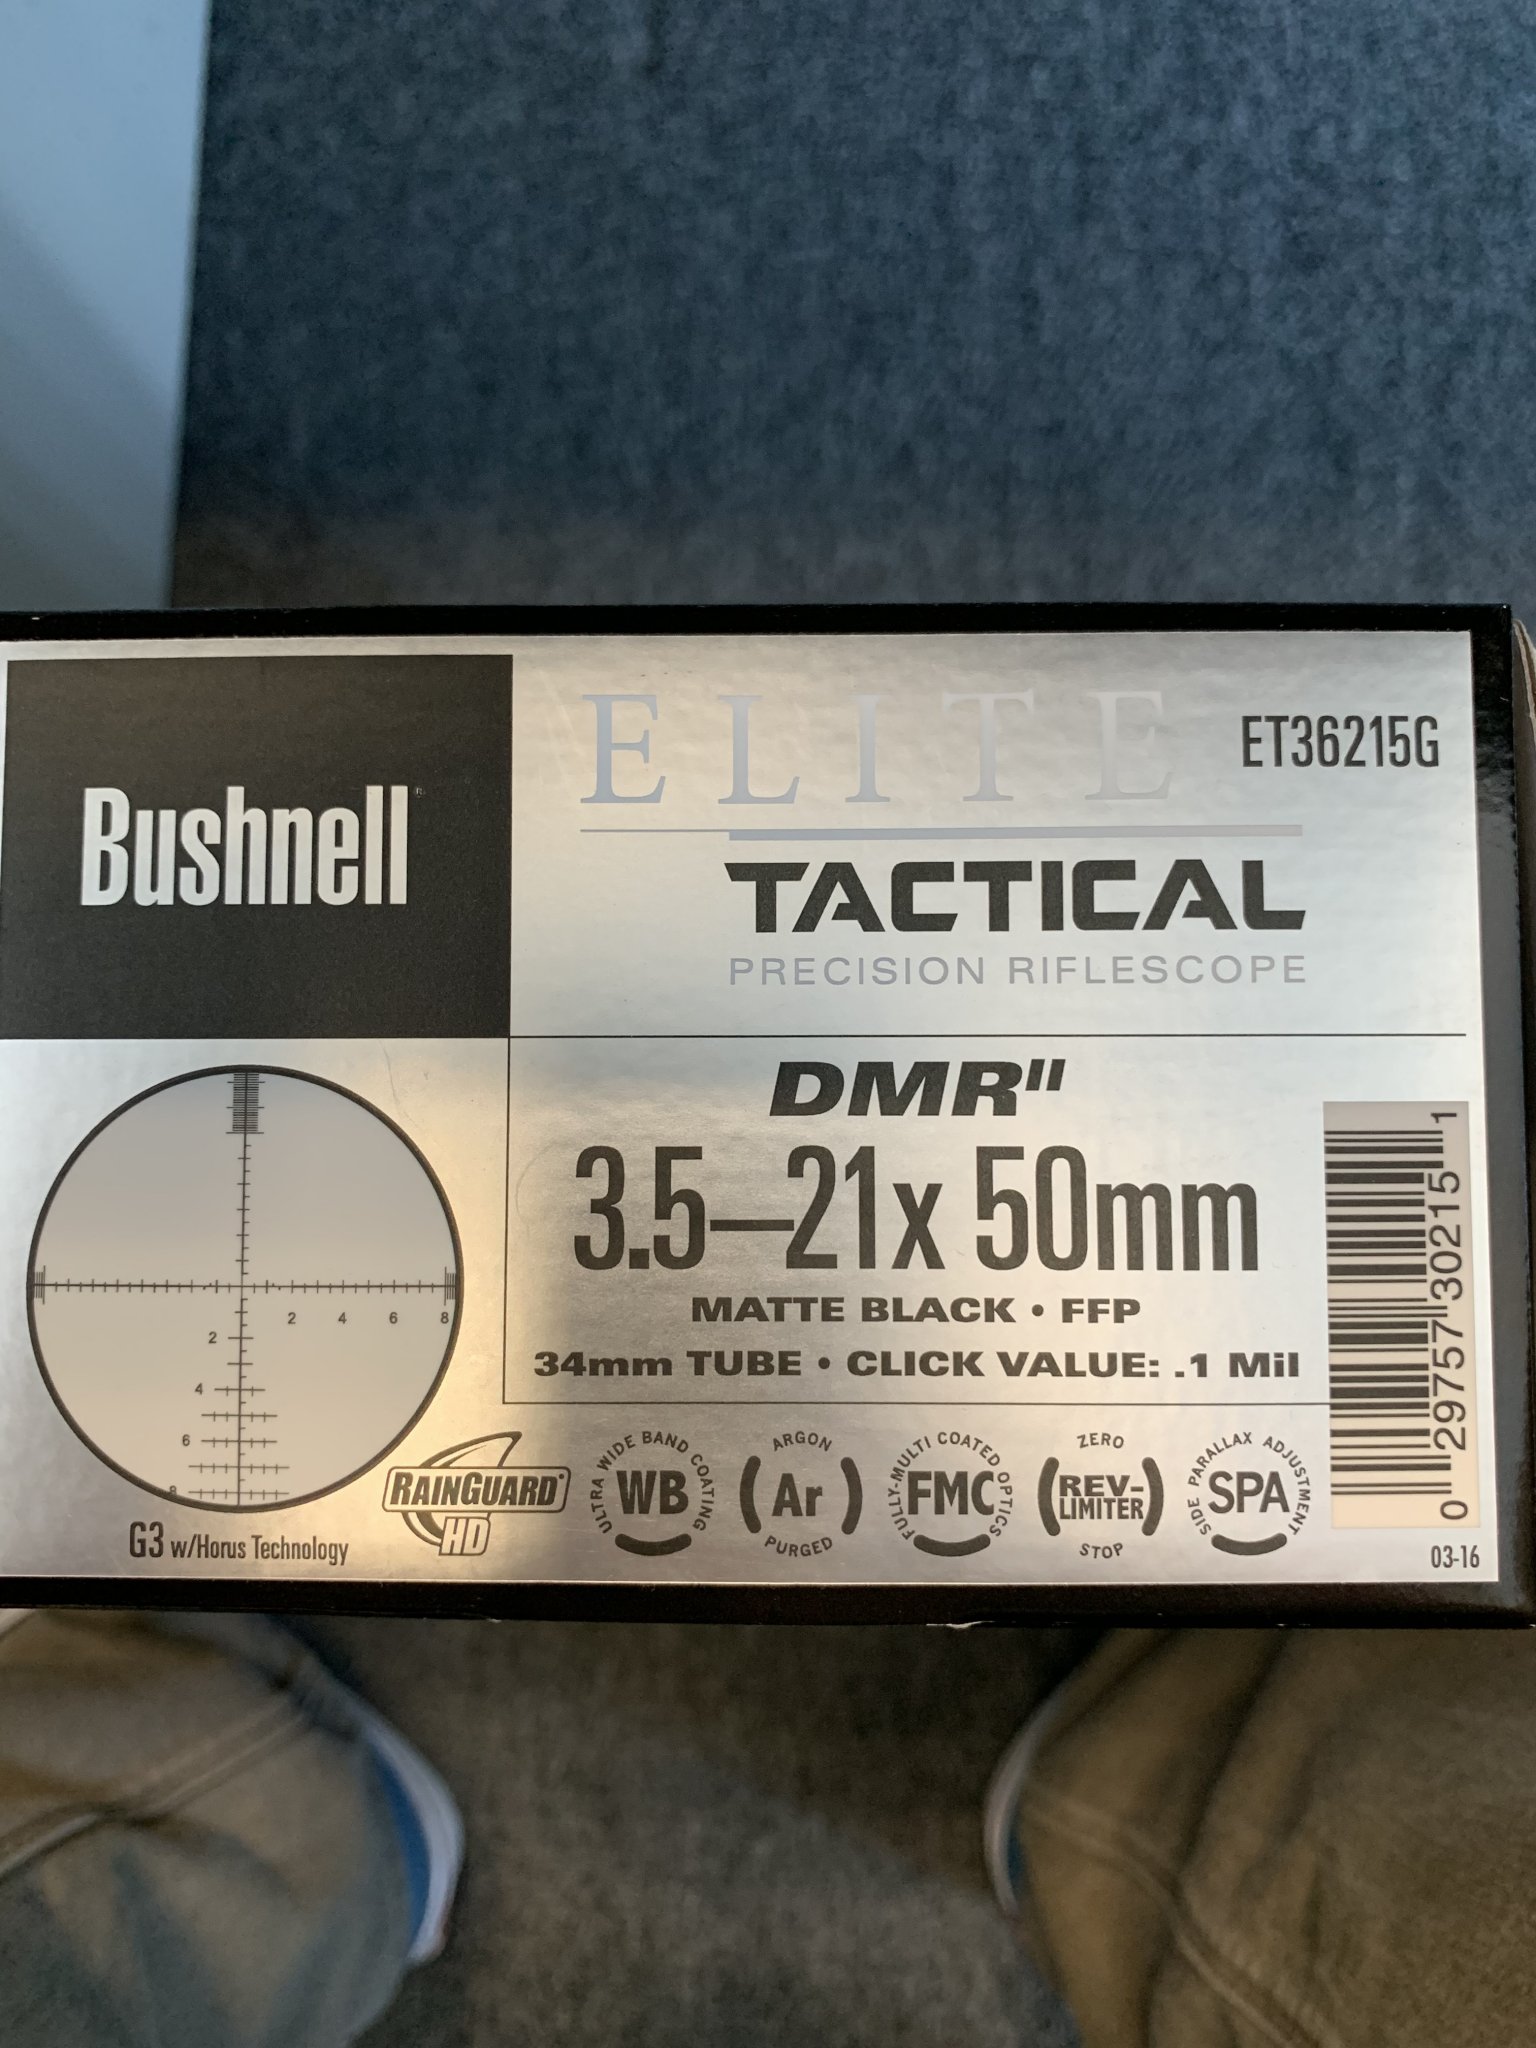 Bushnell®
ELITE
ET36215G
TACTICAL
PRECISION RIFLESCOPE
DMR"
3.5–21x 50mm
MATTE BLACK • FFP
34mm TUBE • CLICK VALUE: .1 Mil
2 4 6 8
2
4
6
8
G3 w/Horus Technology
RAINGUARD®
HD
ULTRA WIDE BAND COATING
WB
ARGON
Ar
PURGED
FULLY-MULTI COATED OPTICS
FMC
ZERO
REV-
LIMITER
STOP
SIDE PARALLAX ADJUSTMENT
SPA
0 29757 30215 1
03-16